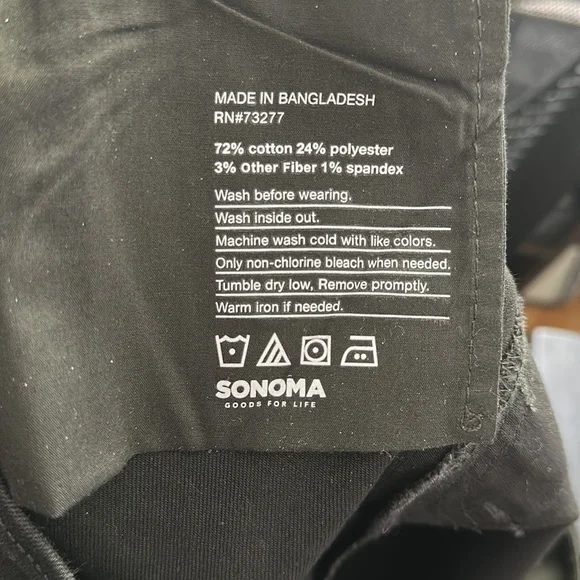 MADE IN BANGLADESH
RN#73277
72% cotton 24% polyester
3% Other Fiber 1% spandex
Wash before wearing.
Wash inside out.
Machine wash cold with like colors.
Only non-chlorine bleach when needed.
Tumble dry low, Remove promptly.
Warm iron if needed.
SONOMA
GOODS FOR LIFE